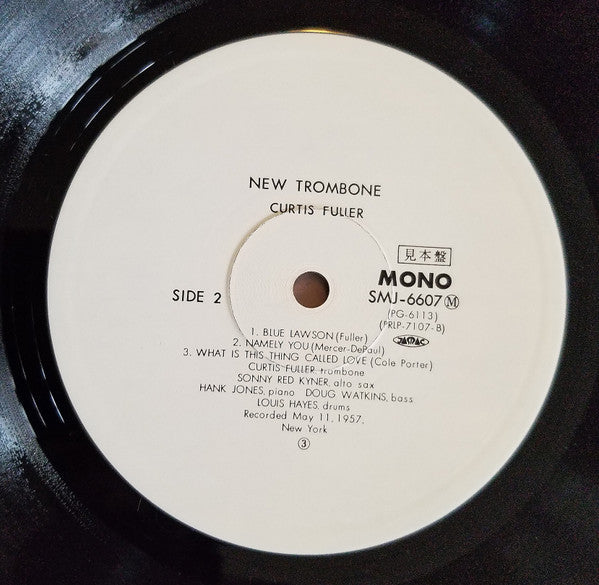 NEW TROMBONE
CURTIS FULLER
見本盤
MONO
SIDE 2
SMJ-6607 Ⓜ
(PG-6113)
(PRLP-7107-B)
JASRAC
1. BLUE LAWSON (Fuller)
2. NAMELY YOU (Mercer-DePaul)
3. WHAT IS THIS THING CALLED LOVE (Cole Porter)
CURTIS FULLER, trombone
SONNY RED KYNER, alto sax
HANK JONES, piano DOUG WATKINS, bass
LOUIS HAYES, drums
Recorded May 11, 1957,
New York
③